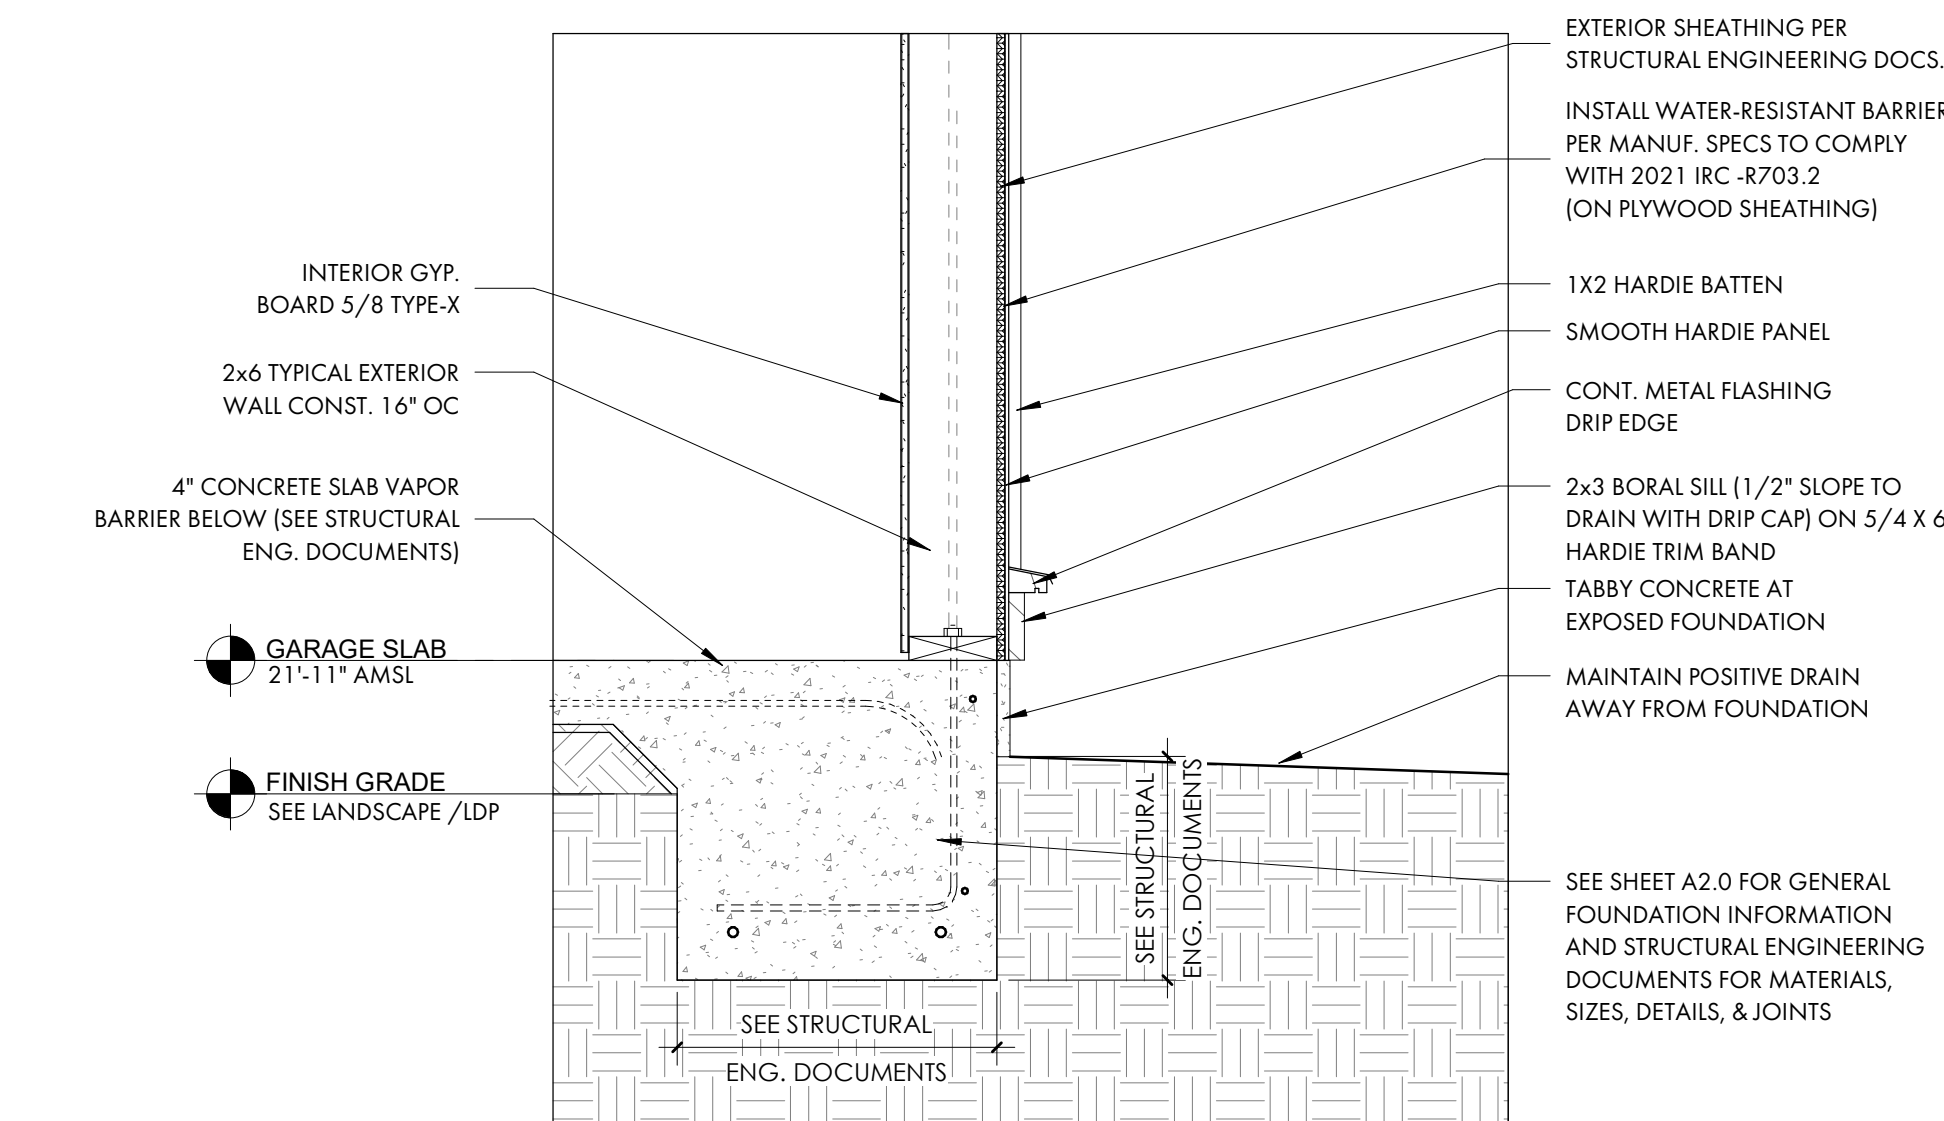 INTERIOR GYP.
BOARD 5/8 TYPE-X
2x6 TYPICAL EXTERIOR
WALL CONST. 16" OC
4" CONCRETE SLAB VAPOR
BARRIER BELOW (SEE STRUCTURAL
ENG. DOCUMENTS)
GARAGE SLAB
21'-11" AMSL
FINISH GRADE
SEE LANDSCAPE /LDP
SEE STRUCTURAL
ENG. DOCUMENTS
SEE STRUCTURAL
ENG. DOCUMENTS
EXTERIOR SHEATHING PER
STRUCTURAL ENGINEERING DOCS.
INSTALL WATER-RESISTANT BARRIER
PER MANUF. SPECS TO COMPLY
WITH 2021 IRC -R703.2
(ON PLYWOOD SHEATHING)
1X2 HARDIE BATTEN
SMOOTH HARDIE PANEL
CONT. METAL FLASHING
DRIP EDGE
2x3 BORAL SILL (1/2" SLOPE TO
DRAIN WITH DRIP CAP) ON 5/4 X 6
HARDIE TRIM BAND
TABBY CONCRETE AT
EXPOSED FOUNDATION
MAINTAIN POSITIVE DRAIN
AWAY FROM FOUNDATION
SEE SHEET A2.0 FOR GENERAL
FOUNDATION INFORMATION
AND STRUCTURAL ENGINEERING
DOCUMENTS FOR MATERIALS,
SIZES, DETAILS, & JOINTS